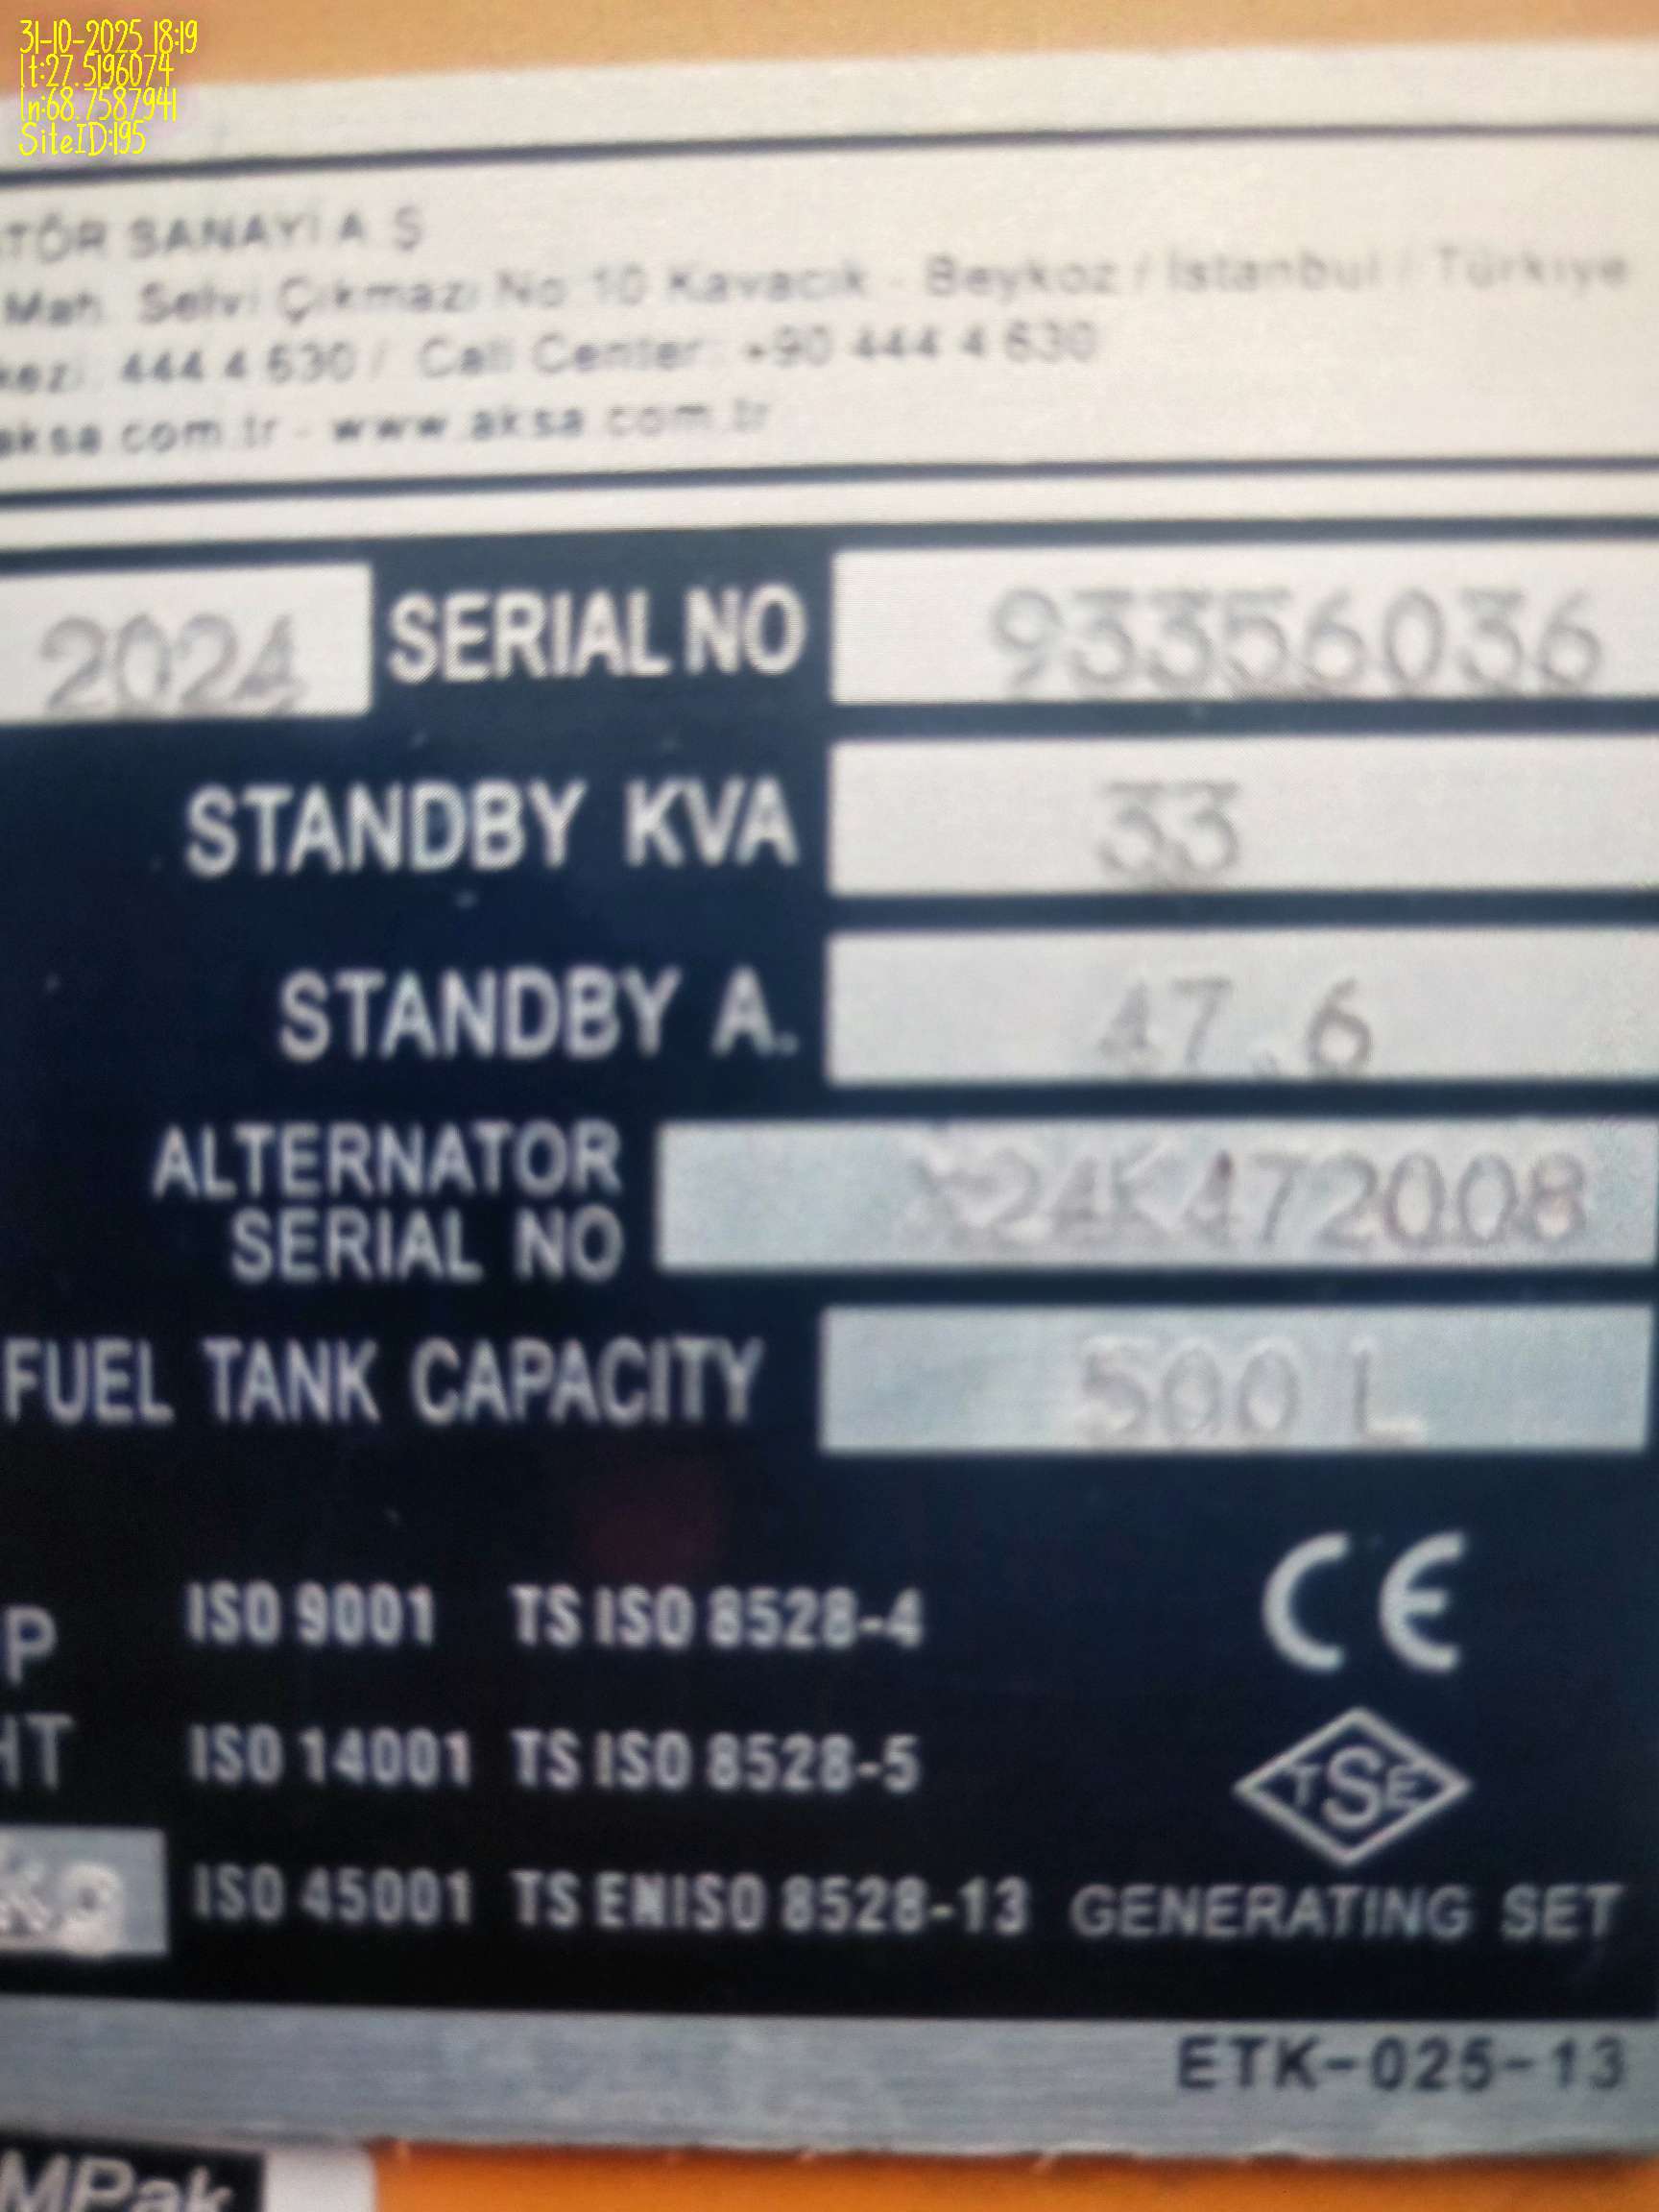 31-10-2025 18:19
lt:27.5196074
ln:68.7587941
SiteID:195
TÖR SANAYİ A.Ş
Mah. Selvi Çıkmazı No:10 Kavacık - Beykoz / İstanbul / Türkiye
kezi: 444 4 630 / Call Center: +90 444 4 630
aksa.com.tr - www.aksa.com.tr
2024 SERIAL NO 93356036
STANDBY KVA 33
STANDBY A. 47.6
ALTERNATOR
SERIAL NO X24K472008
FUEL TANK CAPACITY 500 L
CE
P ISO 9001 TS ISO 8528-4
HT ISO 14001 TS ISO 8528-5
TSE
ISO 45001 TS EN ISO 8528-13 GENERATING SET
ETK-025-13
MPak